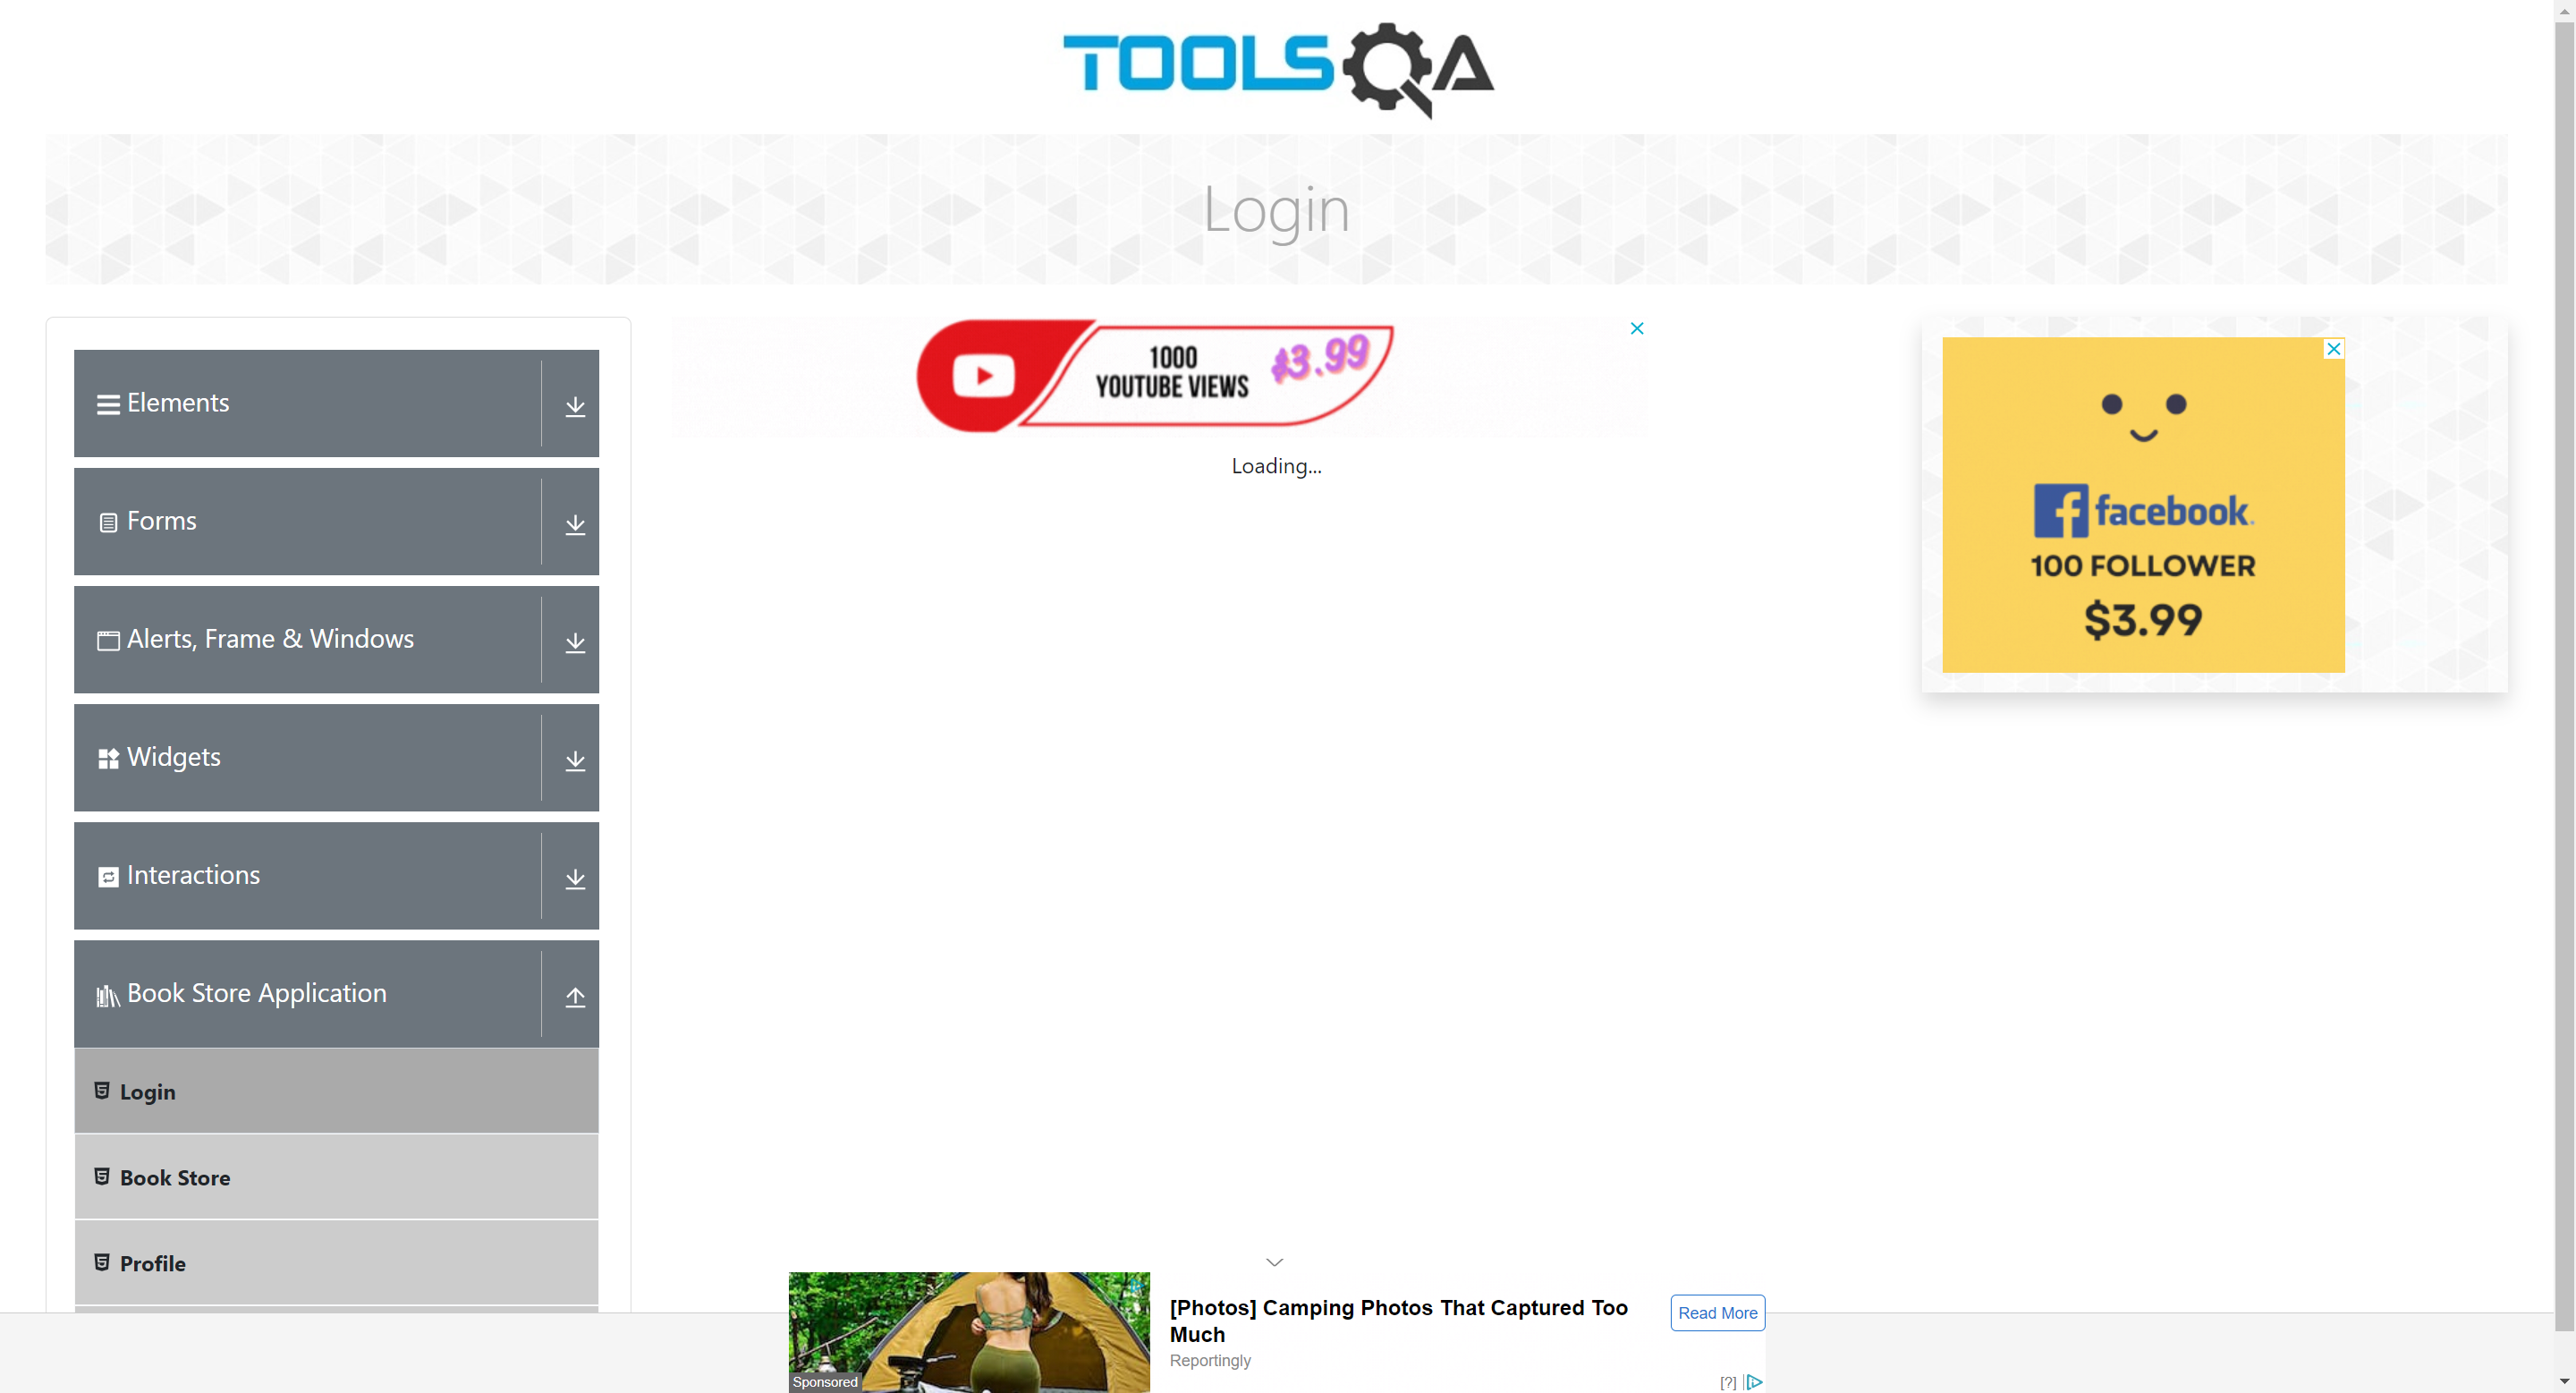 TOOLSQA
Login
Elements
Forms
Alerts, Frame & Windows
Widgets
Interactions
Book Store Application
Login
Book Store
Profile
1000
YOUTUBE VIEWS
$3.99
Loading...
facebook.
100 FOLLOWER
$3.99
[Photos] Camping Photos That Captured Too
Much
Reportingly
Read More
Sponsored
[?]